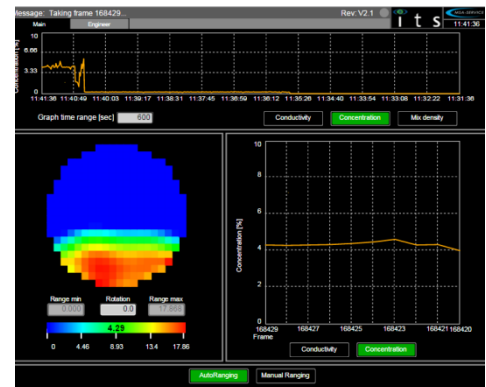 Message: Taking frame 168429...
Rev: V2.1
its
11:41:36
Main
Engineer
Concentration [%]
10
6.66
3.33
0
11:41:36 11:40:49 11:40:03 11:39:17 11:38:31 11:37:45 11:36:59 11:36:12 11:35:26 11:34:40 11:33:54 11:33:08 11:32:22 11:31:36
Graph time range [sec] 600
Conductivity
Concentration
Mix density
Concentration [%]
10
8
6
4
2
0
168429 168427 168425 168423 168421 168420
Frame
Conductivity
Concentration
Range min
Rotation
Range max
0.000
0.0
4.29
0 4.46 8.93 13.4 17.86
AutoRanging
Manual Ranging